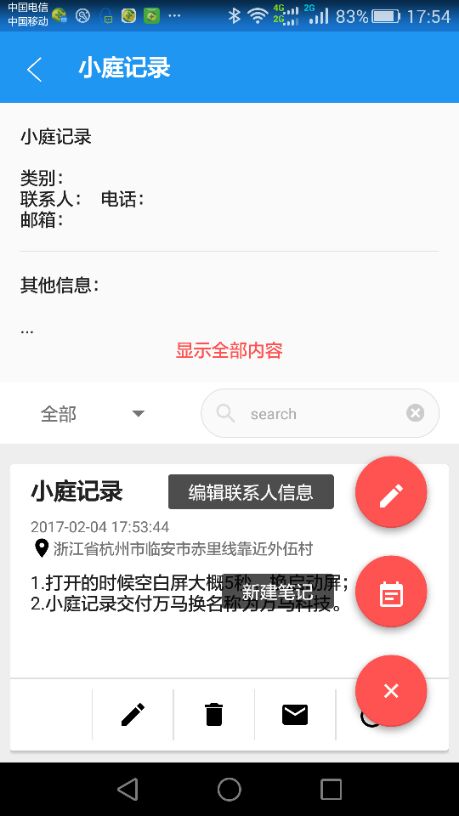 中国电信
中国移动
4G
2G
2G
83%
17:54
小庭记录
小庭记录
类别：
联系人： 电话：
邮箱：
其他信息：
...
显示全部内容
全部
search
小庭记录
编辑联系人信息
2017-02-04 17:53:44
浙江省杭州市临安市赤里线靠近外伍村
1.打开的时候空白屏大概5秒，换启动屏；
新建笔记
2.小庭记录交付万马换名称为万马科技。